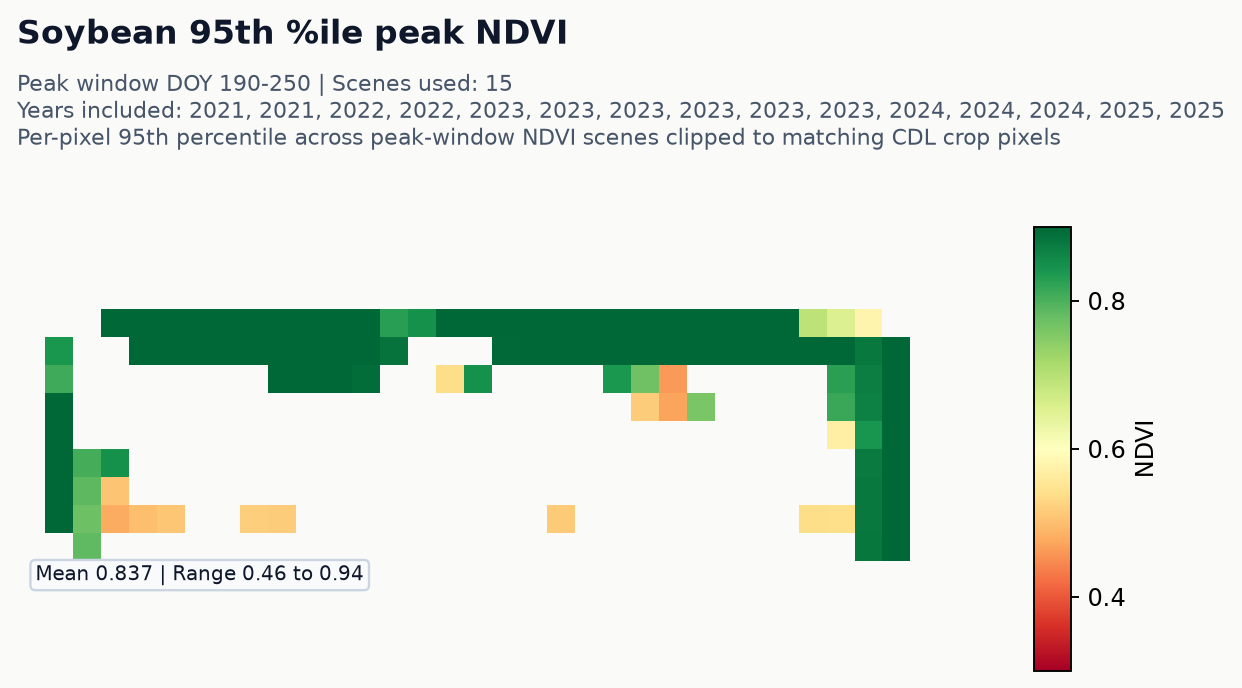 Soybean 95th %ile peak NDVI
Peak window DOY 190-250 | Scenes used: 15
Years included: 2021, 2021, 2022, 2022, 2023, 2023, 2023, 2023, 2023, 2023, 2024, 2024, 2024, 2025, 2025
Per-pixel 95th percentile across peak-window NDVI scenes clipped to matching CDL crop pixels
0.8
0.6
NDVI
0.4
Mean 0.837 | Range 0.46 to 0.94